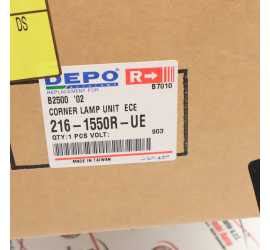 DS
DEPO R
REPLACEMENT FOR B7010
B2500 '02
CORNER LAMP UNIT ECE
216-1550R-UE
QTY:1 PCS VOLT: 903
MADE IN TAIWAN